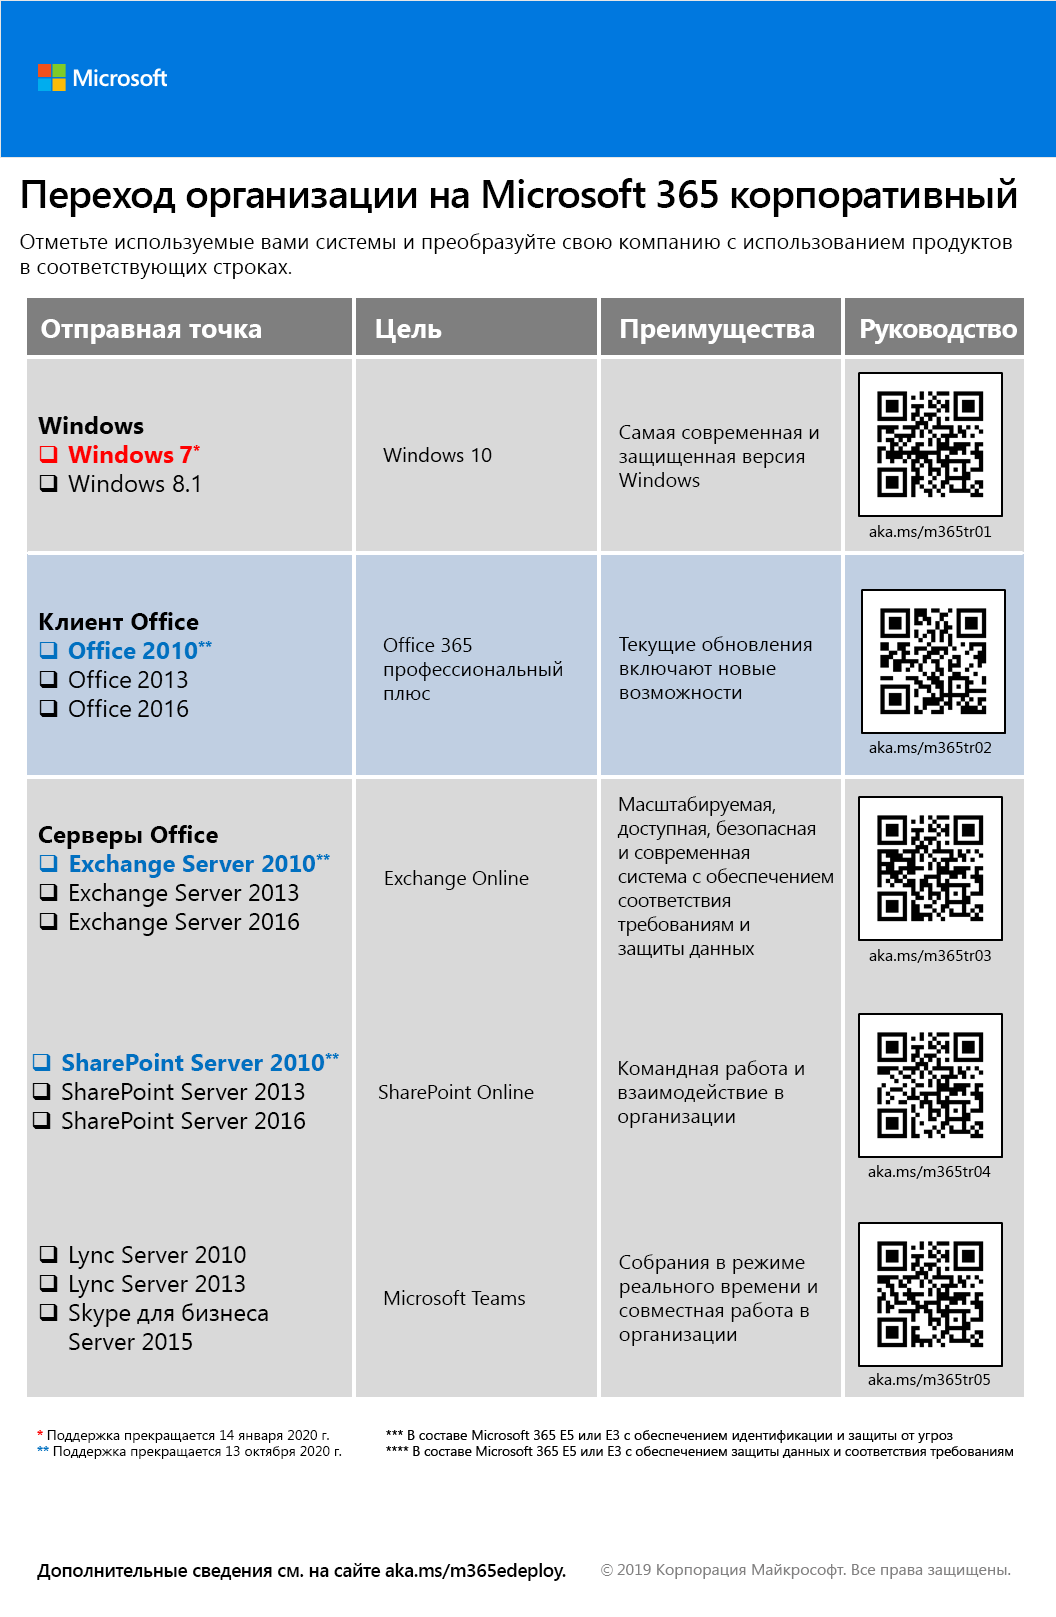 Microsoft
Переход организации на Microsoft 365 корпоративный
Отметьте используемые вами системы и преобразуйте свою компанию с использованием продуктов
в соответствующих строках.
Отправная точка
Цель
Преимущества
Руководство
Windows
Windows 7*
Windows 8.1
Windows 10
Самая современная и
защищенная версия
Windows
aka.ms/m365tr01
Клиент Office
Office 2010**
Office 2013
Office 2016
Office 365
профессиональный
плюс
Текущие обновления
включают новые
возможности
aka.ms/m365tr02
Серверы Office
Exchange Server 2010**
Exchange Server 2013
Exchange Server 2016
Exchange Online
Масштабируемая,
доступная, безопасная
и современная
система с обеспечением
соответствия
требованиям и
защиты данных
aka.ms/m365tr03
SharePoint Server 2010**
SharePoint Server 2013
SharePoint Server 2016
SharePoint Online
Командная работа и
взаимодействие в
организации
aka.ms/m365tr04
Lync Server 2010
Lync Server 2013
Skype для бизнеса
Server 2015
Microsoft Teams
Собрания в режиме
реального времени и
совместная работа в
организации
aka.ms/m365tr05
* Поддержка прекращается 14 января 2020 г.
** Поддержка прекращается 13 октября 2020 г.
*** В составе Microsoft 365 E5 или E3 с обеспечением идентификации и защиты от угроз
**** В составе Microsoft 365 E5 или E3 с обеспечением защиты данных и соответствия требованиям
Дополнительные сведения см. на сайте aka.ms/m365edeploy.
© 2019 Корпорация Майкрософт. Все права защищены.